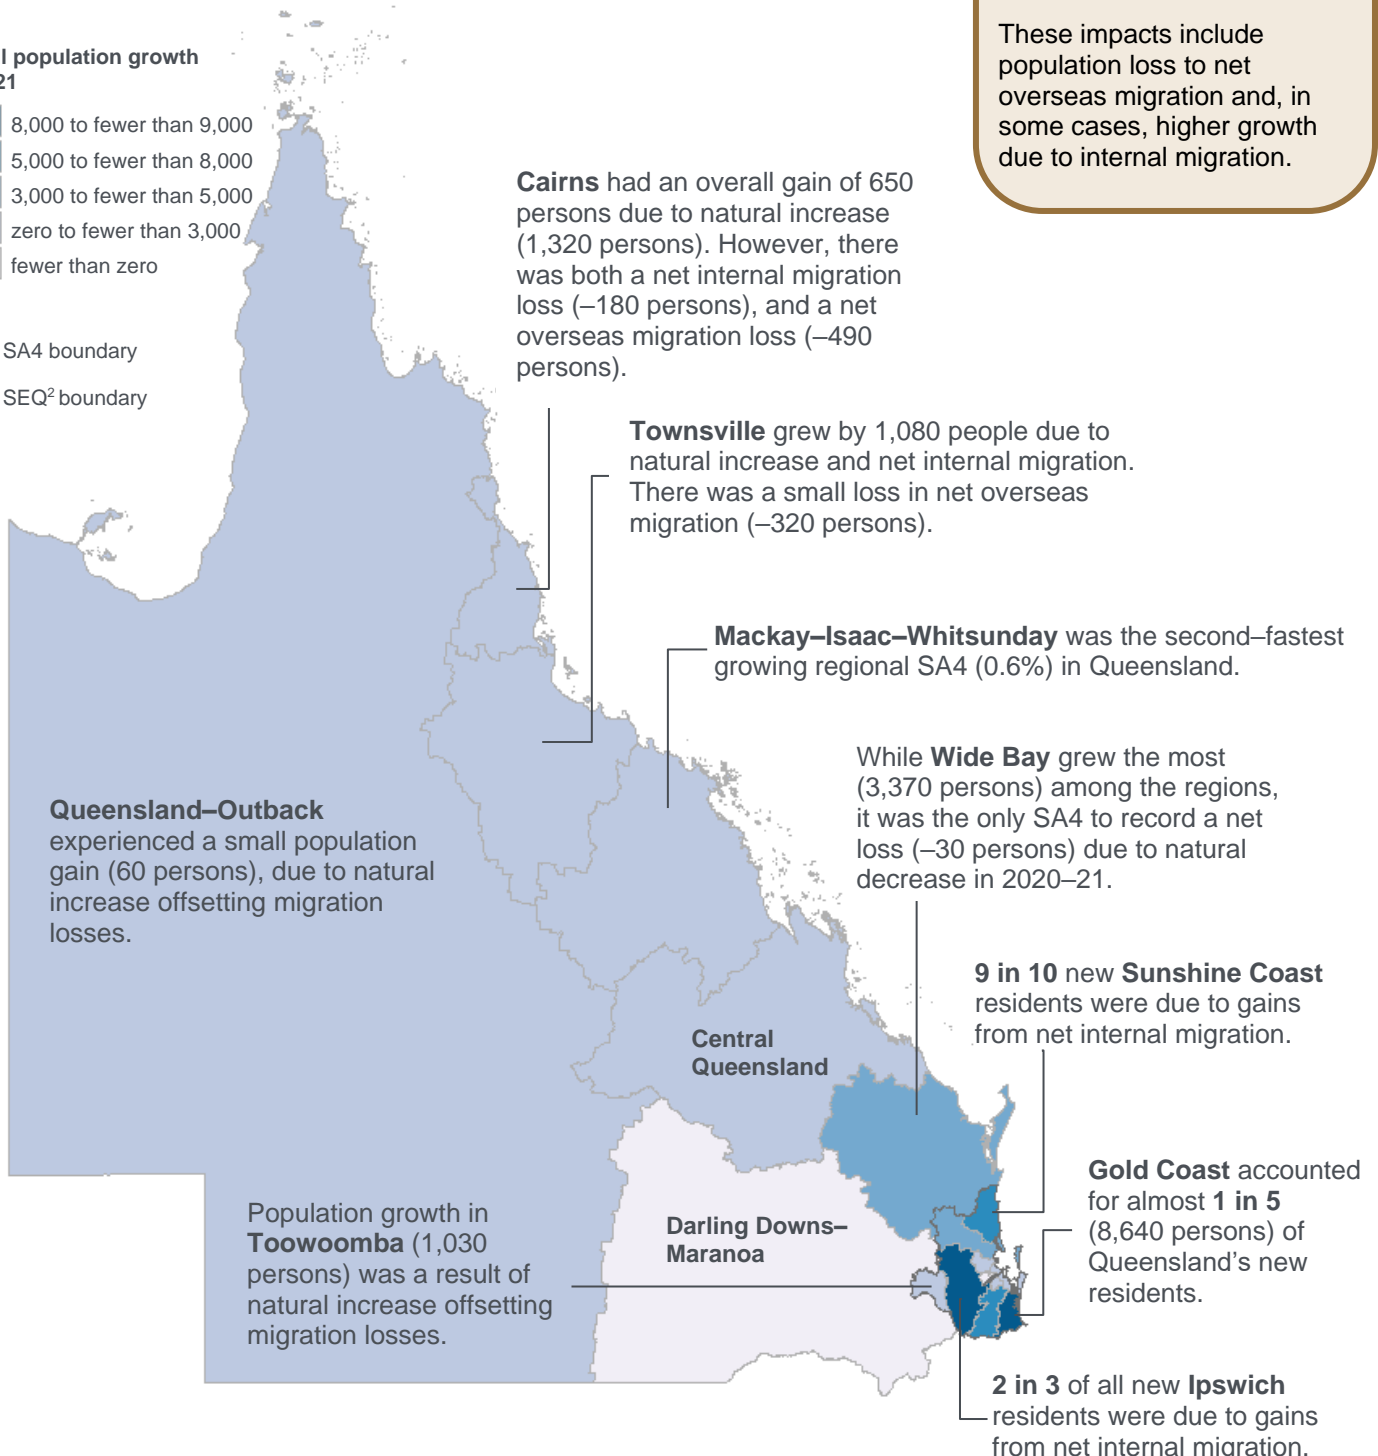 l population growth
21
8,000 to fewer than 9,000
5,000 to fewer than 8,000
3,000 to fewer than 5,000
zero to fewer than 3,000
fewer than zero
SA4 boundary
SEQ2 boundary
These impacts include
population loss to net
overseas migration and, in
some cases, higher growth
due to internal migration.
Cairns had an overall gain of 650
persons due to natural increase
(1,320 persons). However, there
was both a net internal migration
loss (–180 persons), and a net
overseas migration loss (–490
persons).
Townsville grew by 1,080 people due to
natural increase and net internal migration.
There was a small loss in net overseas
migration (–320 persons).
Mackay–Isaac–Whitsunday was the second–fastest
growing regional SA4 (0.6%) in Queensland.
While Wide Bay grew the most
(3,370 persons) among the regions,
it was the only SA4 to record a net
loss (–30 persons) due to natural
decrease in 2020–21.
Queensland–Outback
experienced a small population
gain (60 persons), due to natural
increase offsetting migration
losses.
9 in 10 new Sunshine Coast
residents were due to gains
from net internal migration.
Central
Queensland
Gold Coast accounted
for almost 1 in 5
(8,640 persons) of
Queensland's new
residents.
Population growth in
Toowoomba (1,030
persons) was a result of
natural increase offsetting
migration losses.
Darling Downs–
Maranoa
2 in 3 of all new Ipswich
residents were due to gains
from net internal migration.